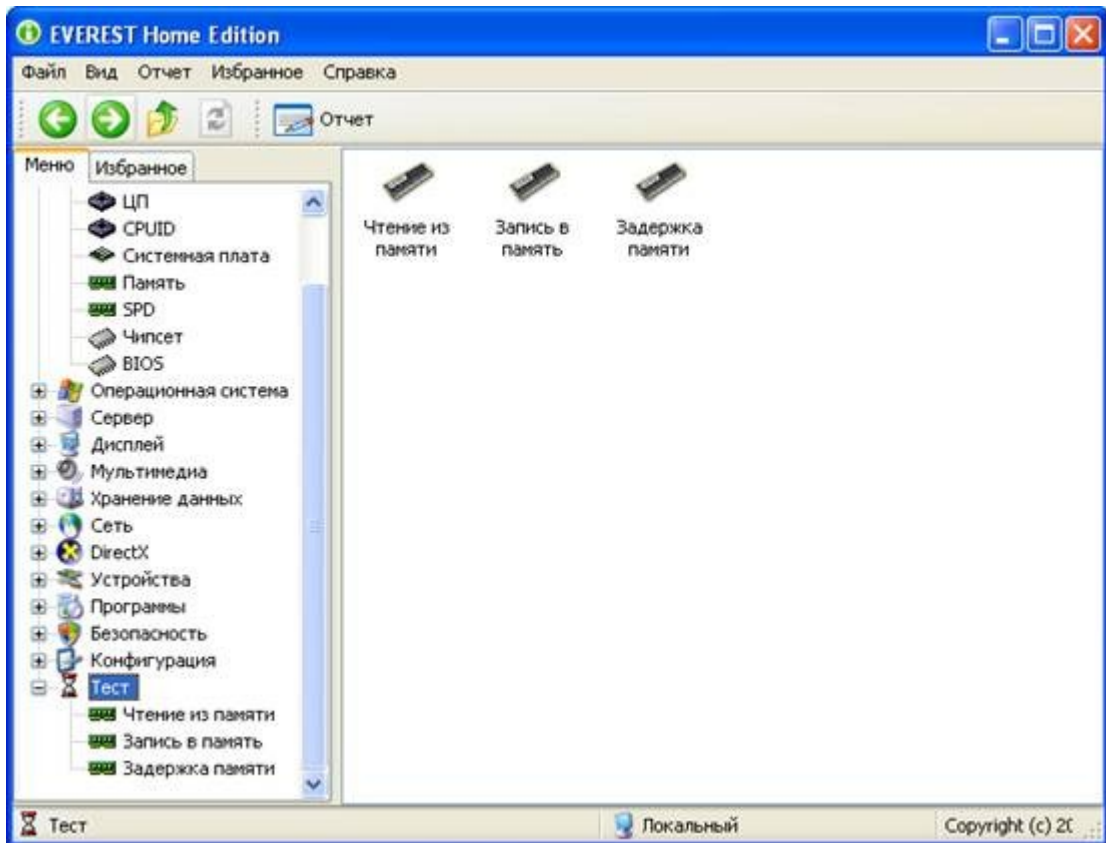 EVEREST Home Edition
Файл Вид Отчет Избранное Справка
Отчет
Меню Избранное
ЦП
CPUID
Системная плата
Память
SPD
Чипсет
BIOS
Операционная система
Сервер
Дисплей
Мультимедиа
Хранение данных
Сеть
DirectX
Устройства
Программы
Безопасность
Конфигурация
Тест
Чтение из памяти
Запись в память
Задержка памяти
Чтение из
памяти
Запись в
память
Задержка
памяти
Тест
Локальный
Copyright (c) 20